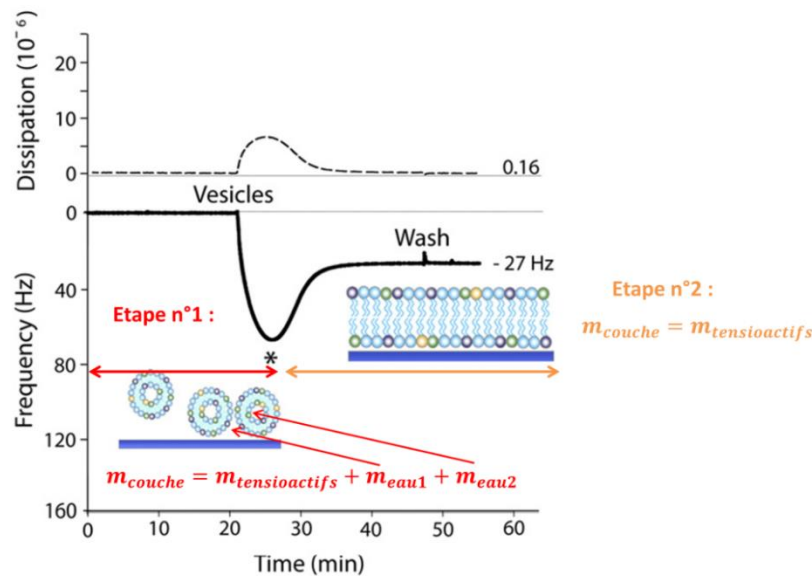 Dissipation (10⁻⁶)
20
15
10
5
0
0.16
Vesicles
0
Wash
- 27 Hz
Frequency (Hz)
40
Etape n°1 :
Etape n°2 :
m_couche = m_tensioactifs
80
*
120
m_couche = m_tensioactifs + m_eau1 + m_eau2
160
0 10 20 30 40 50 60
Time (min)